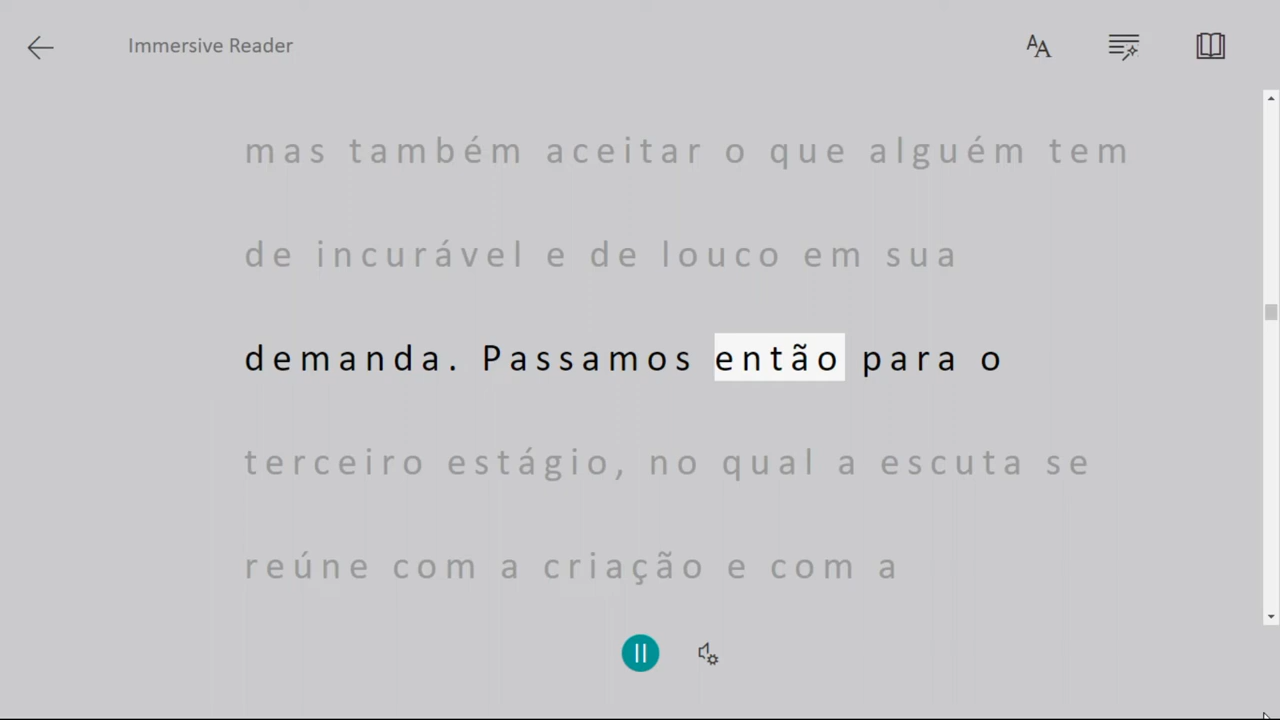 Immersive Reader
mas também aceitar o que alguém tem
de incurável e de louco em sua
demanda. Passamos então para o
terceiro estágio, no qual a escuta se
reúne com a criação e com a